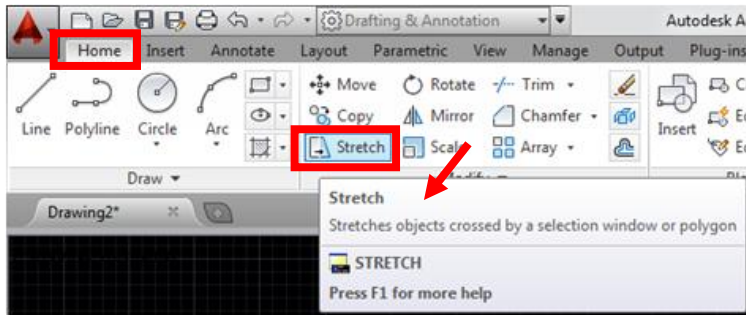 Drafting & Annotation
Autodesk A
Home Insert Annotate Layout Parametric View Manage Output Plug-ins
Move Rotate Trim
Copy Mirror Chamfer
Stretch Scale Array
Line Polyline Circle Arc
Insert
Draw
Drawing2*
Stretch
Stretches objects crossed by a selection window or polygon
STRETCH
Press F1 for more help